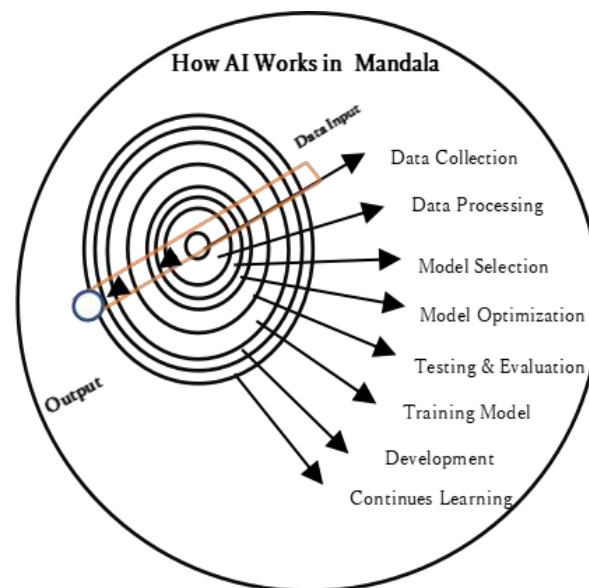 How AI Works in Mandala
Data Input
Data Collection
Data Processing
Model Selection
Model Optimization
Testing & Evaluation
Training Model
Development
Continues Learning
Output